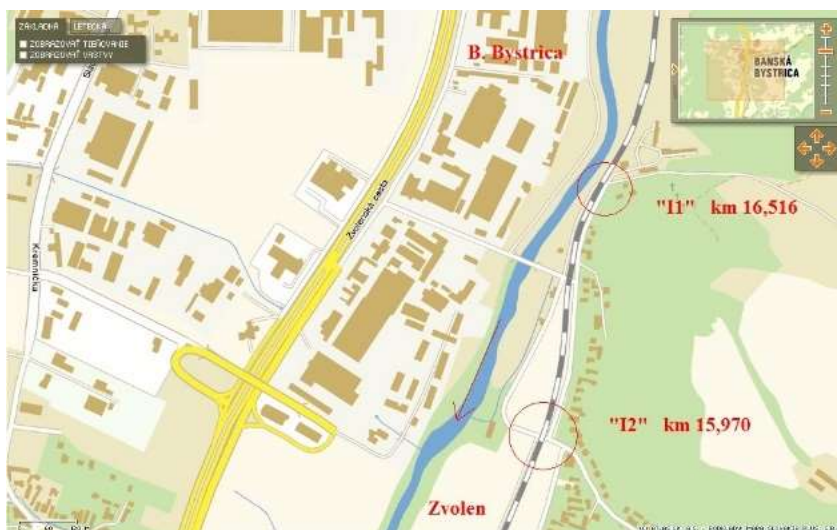 ZÁKLADNÁ LETECKÁ
ZOBRAZOVAŤ TIEŇOVANIE
ZOBRAZOVAŤ VRSTVY
B. Bystrica
BANSKÁ
BYSTRICA
Zvolenská cesta
Kremnička
"I1" km 16,516
"I2" km 15,970
Zvolen